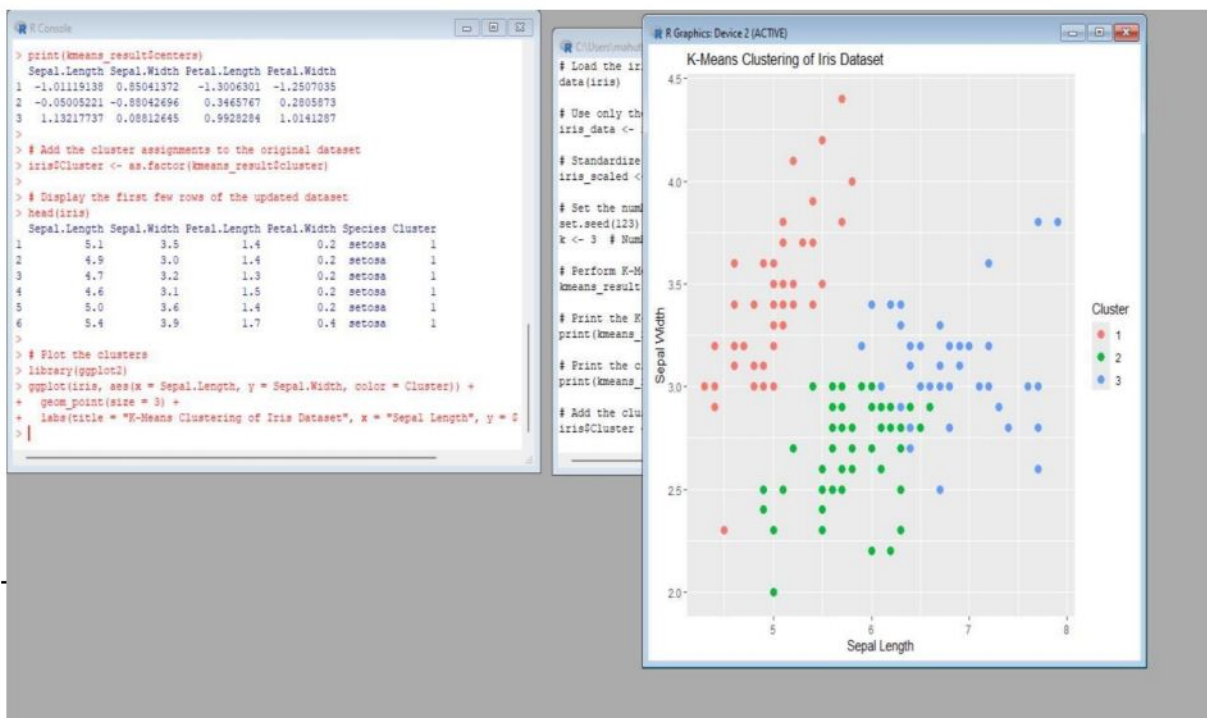 R Console
> print(kmeans_result$centers)
Sepal.Length Sepal.Width Petal.Length Petal.Width
1 -1.01119138 0.85041372 -1.3006301 -1.2507035
2 -0.05005221 -0.88042696 0.3465767 0.2805873
3 1.13217737 0.08812645 0.9928284 1.0141287
>
> # Add the cluster assignments to the original dataset
> iris$Cluster <- as.factor(kmeans_result$cluster)
>
> # Display the first few rows of the updated dataset
> head(iris)
Sepal.Length Sepal.Width Petal.Length Petal.Width Species Cluster
1 5.1 3.5 1.4 0.2 setosa 1
2 4.9 3.0 1.4 0.2 setosa 1
3 4.7 3.2 1.3 0.2 setosa 1
4 4.6 3.1 1.5 0.2 setosa 1
5 5.0 3.6 1.4 0.2 setosa 1
6 5.4 3.9 1.7 0.4 setosa 1
>
> # Plot the clusters
> library(ggplot2)
> ggplot(iris, aes(x = Sepal.Length, y = Sepal.Width, color = Cluster)) +
+ geom_point(size = 3) +
+ labs(title = "K-Means Clustering of Iris Dataset", x = "Sepal Length", y = 
>
# Load the
data(iris)
# Use only the
iris_data <-
# Standardize
iris_scaled <
# Set the
set.seed(123)
k <- 3 #
# Perform
kmeans_result
# Print the
print(kmeans_
# Print the
print(kmeans_
# Add the
iris$Cluster
R Graphics: Device 2 (ACTIVE)
K-Means Clustering of Iris Dataset
4.5
4.0
3.5
3.0
2.5
2.0
Sepal Width
5 6 7 8
Sepal Length
Cluster
1
2
3